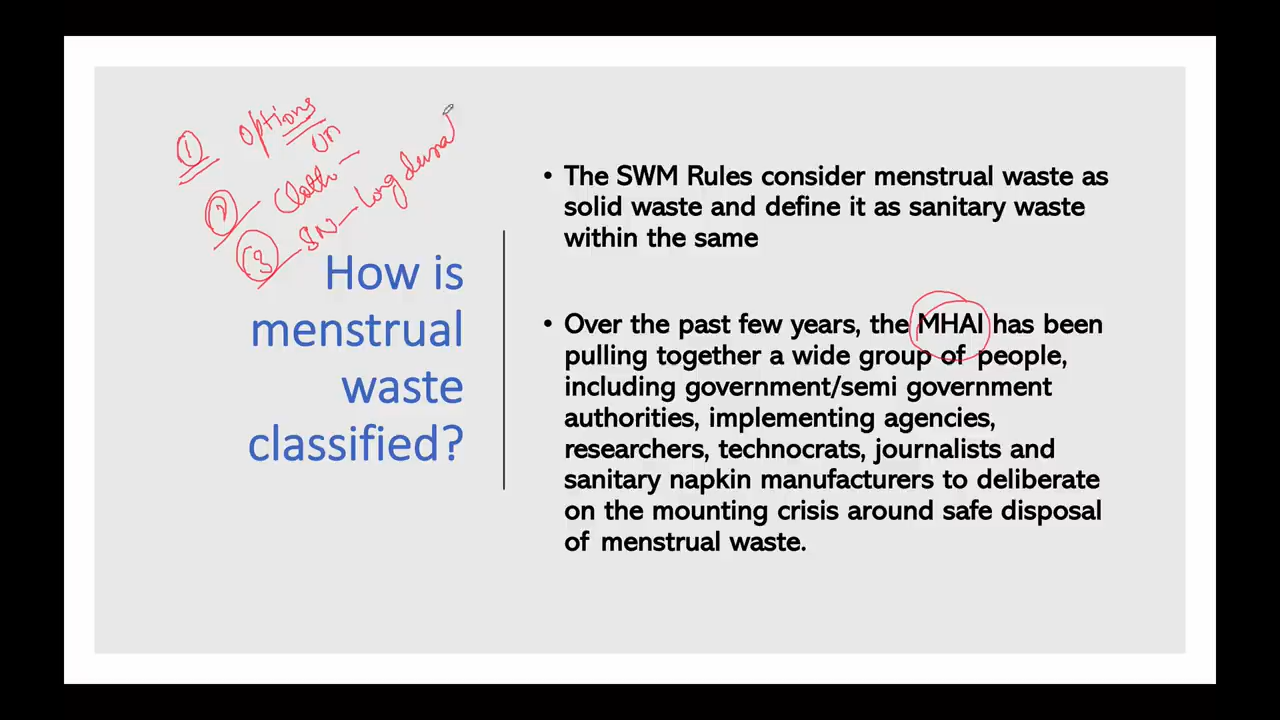 ① options
on
② - Cloth -
③ - SN - long
How is
menstrual
waste
classified?
• The SWM Rules consider menstrual waste as
solid waste and define it as sanitary waste
within the same
• Over the past few years, the MHAI has been
pulling together a wide group of people,
including government/semi government
authorities, implementing agencies,
researchers, technocrats, journalists and
sanitary napkin manufacturers to deliberate
on the mounting crisis around safe disposal
of menstrual waste.